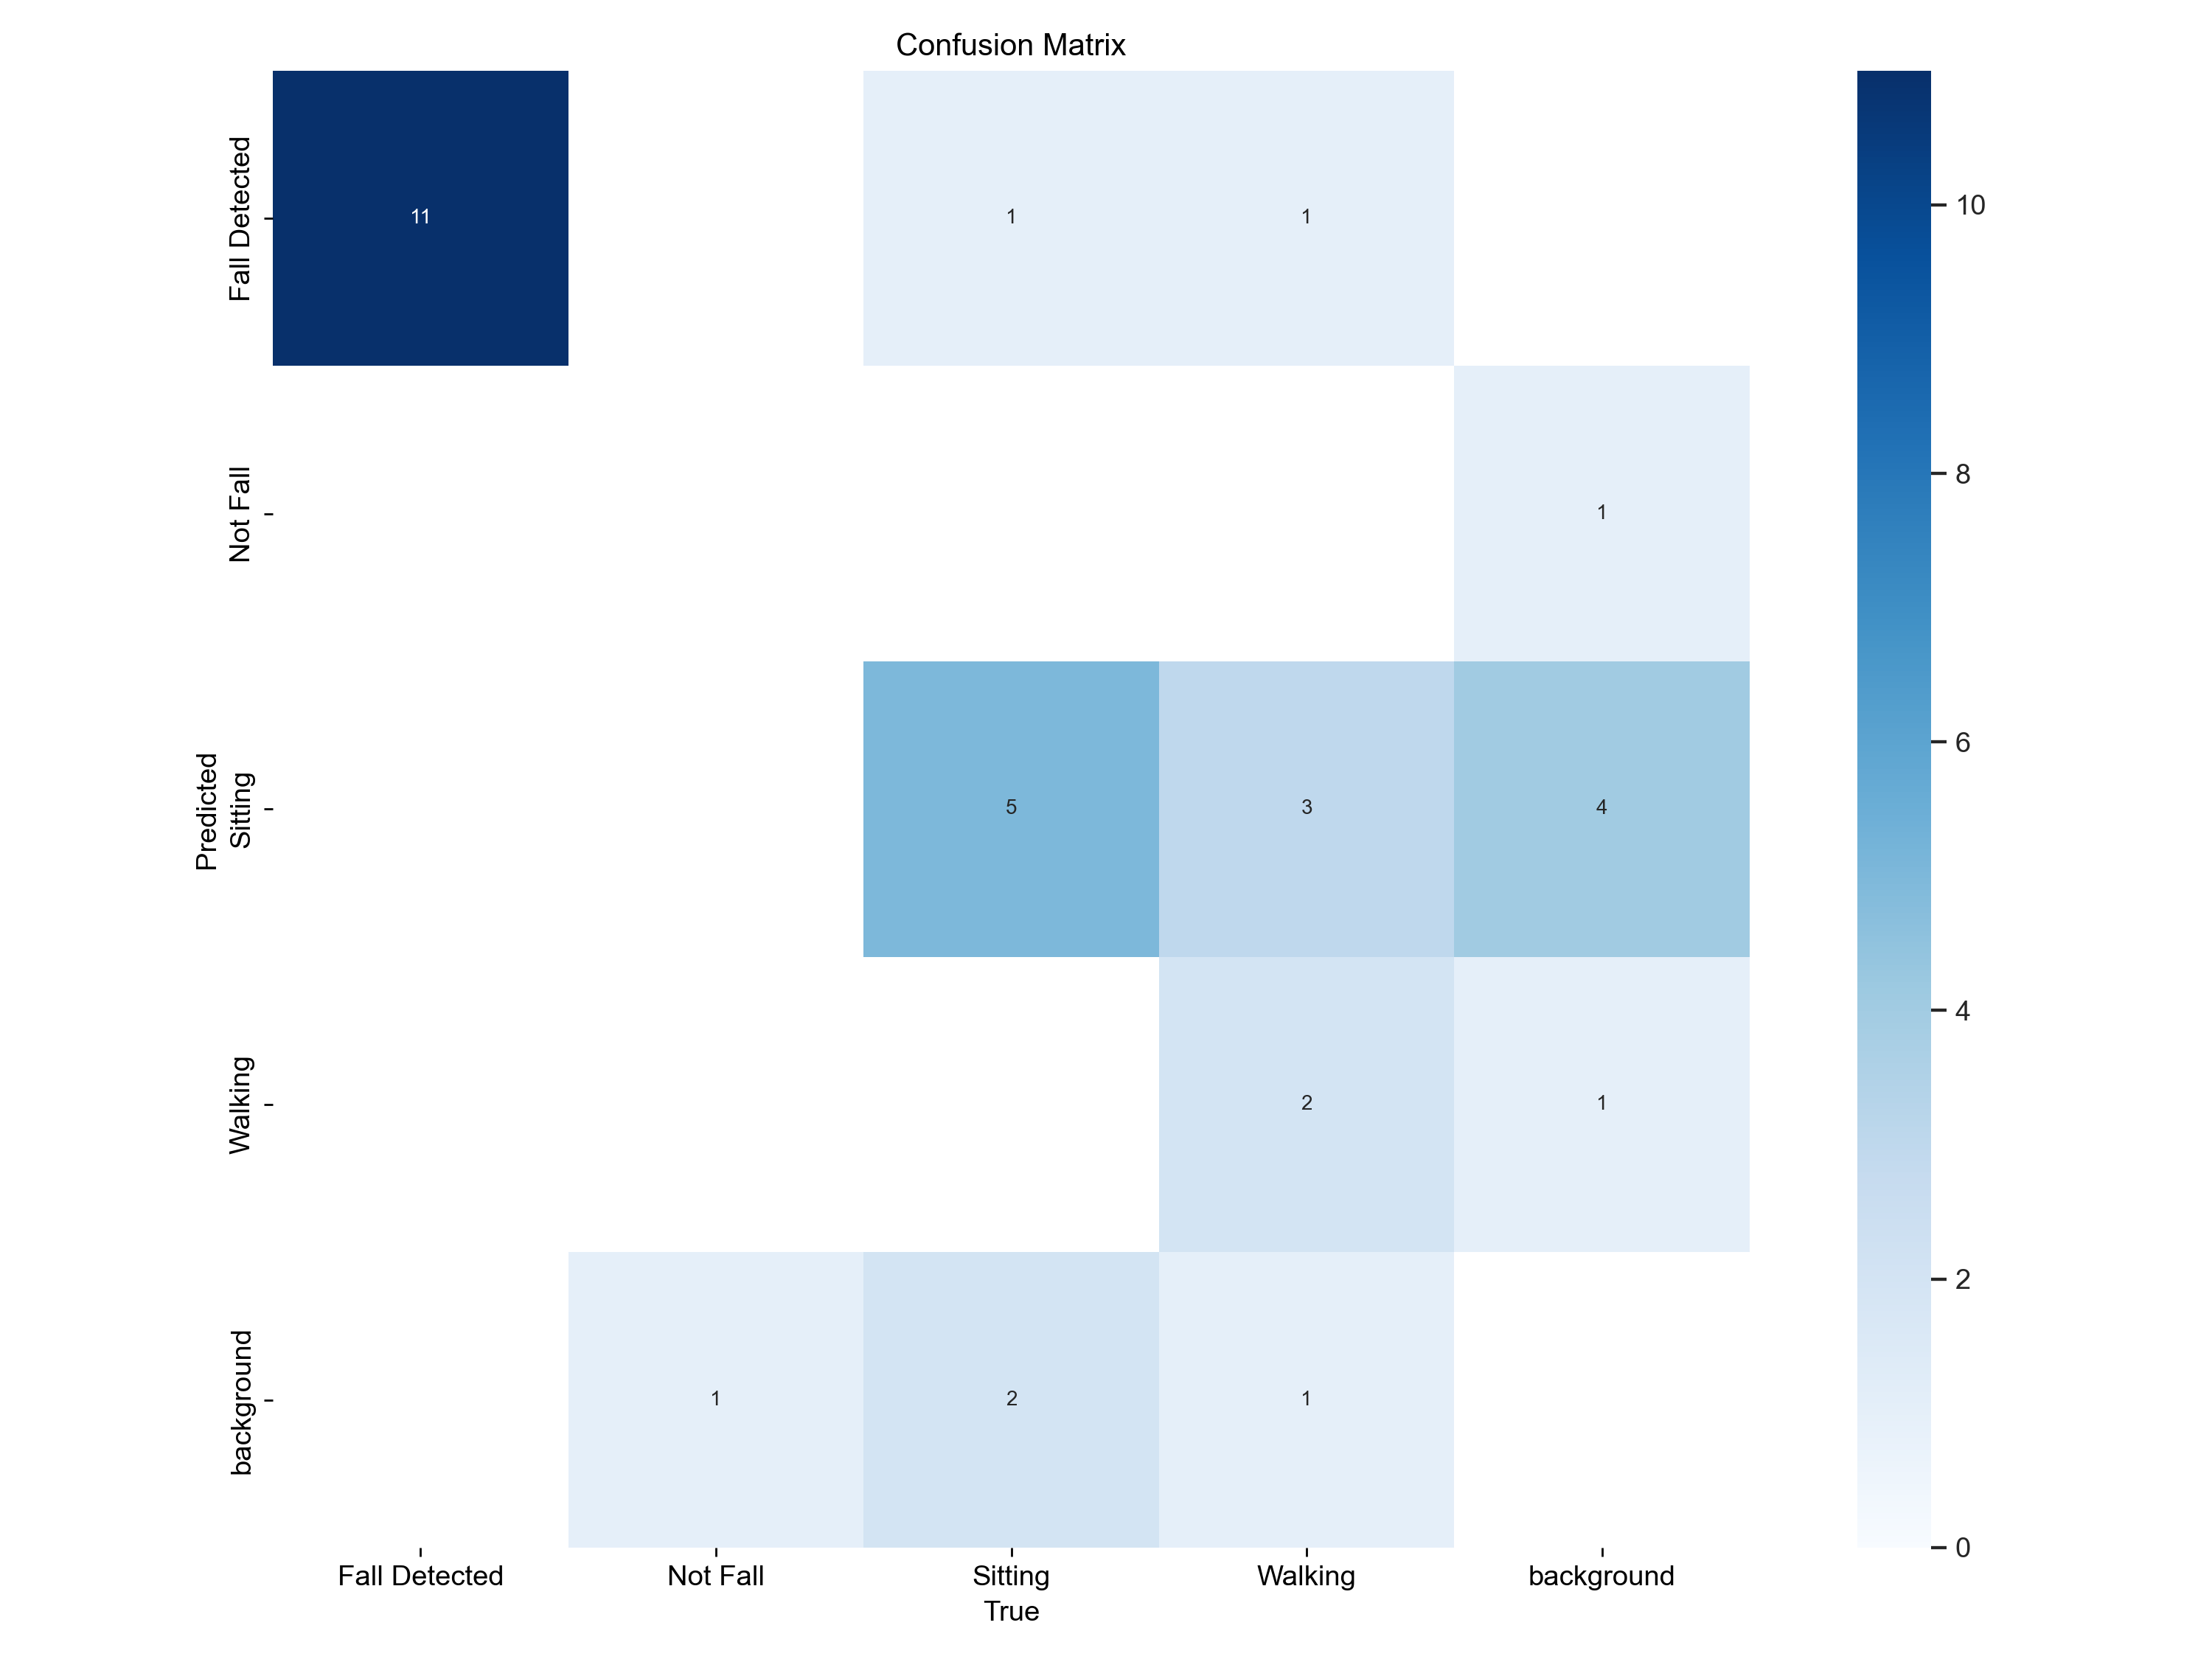 Confusion Matrix
Fall Detected
11
1
1
10
8
Not Fall
1
6
Predicted
Sitting
5
3
4
4
Walking
2
1
2
background
1
2
1
0
Fall Detected
Not Fall
Sitting
Walking
background
True